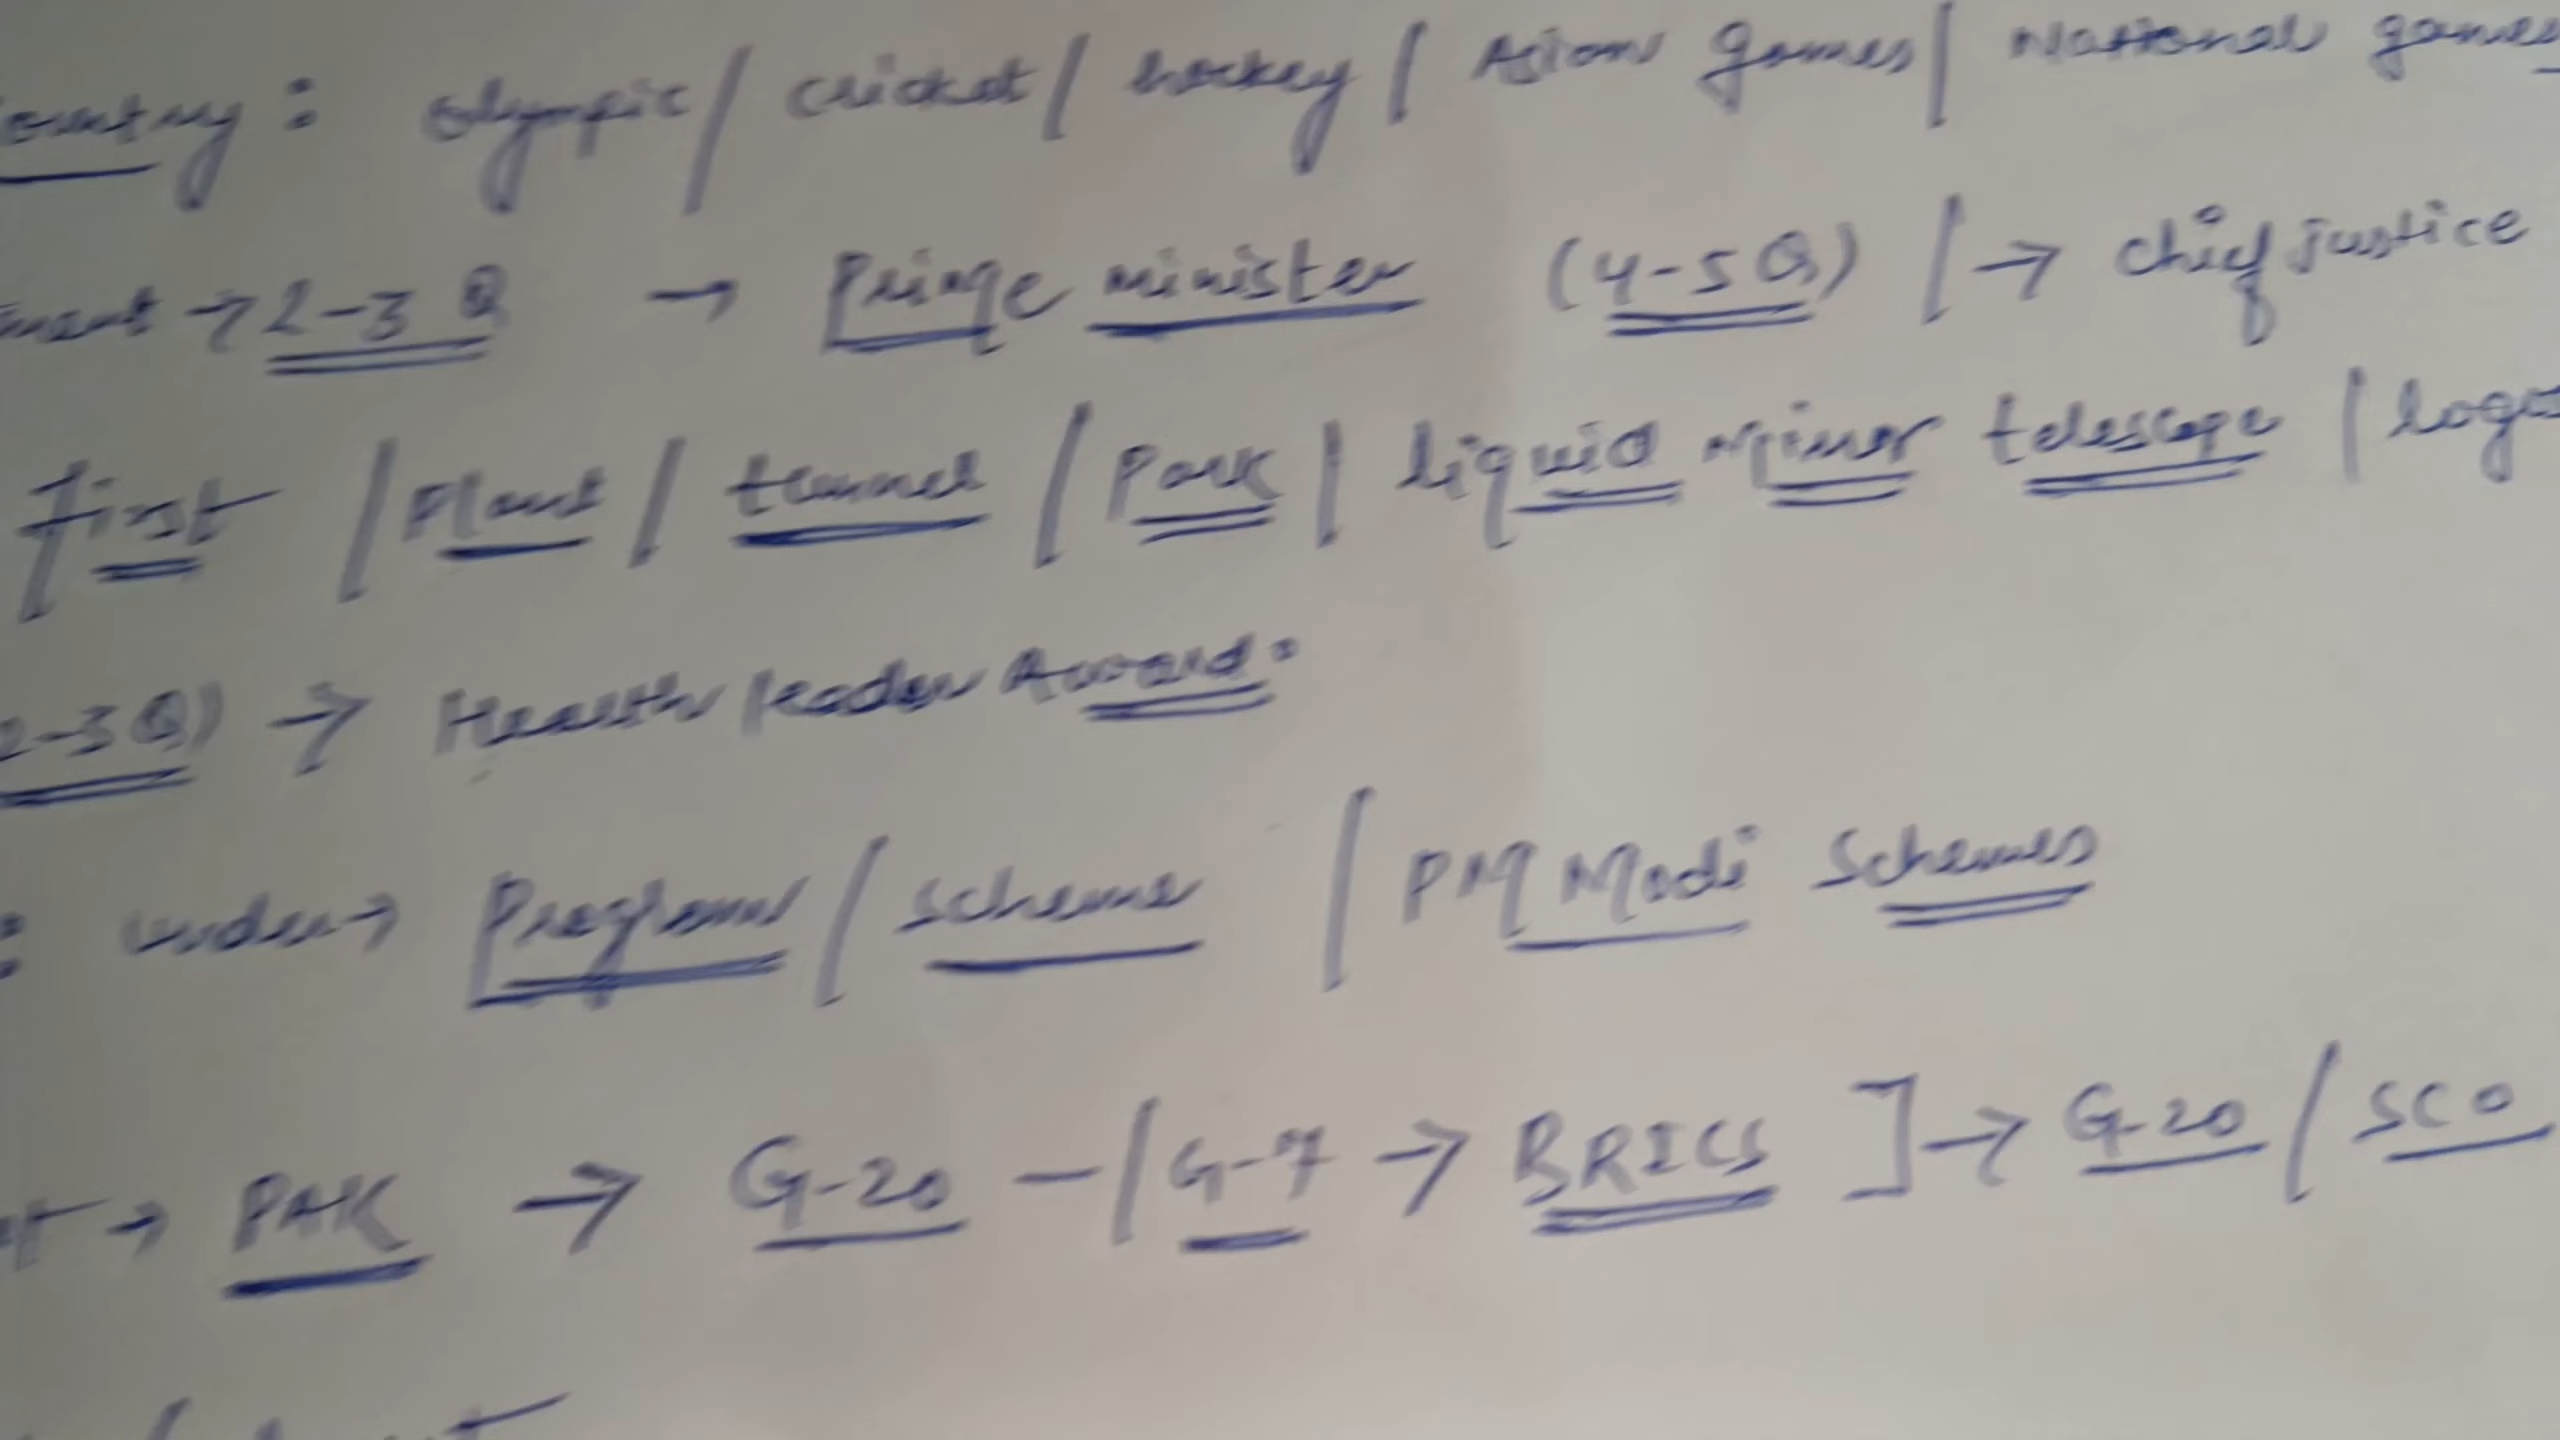 country: olympic / cricket / hockey / Asian Games / National games
→ 2-3 Q → Prime Minister (4-5Q) / → Chief justice
first / Plant / tunnel / Park / liquid Mirror telescope / logo
2-3 Q) → Health leader Award:
: under → Program / scheme / PM Modi Schemes
→ PAK → G-20 - / G-7 → BRICS ] → G-20 / SCO